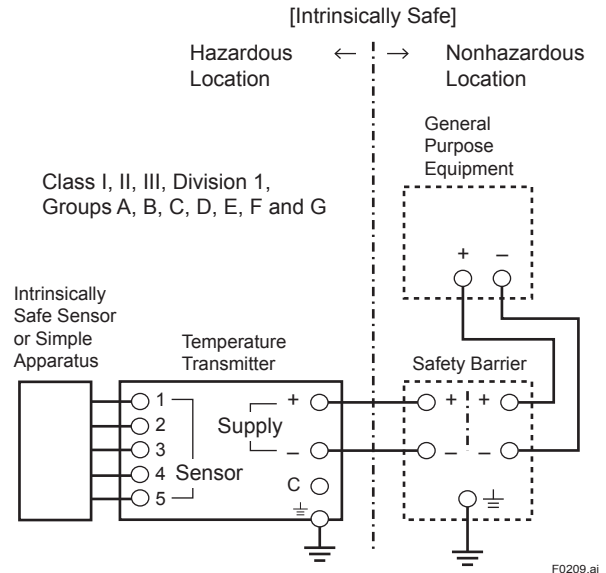 [Intrinsically Safe]
Hazardous Location
← →
Nonhazardous Location
General
Purpose
Equipment
Class I, II, III, Division 1,
Groups A, B, C, D, E, F and G
+ –
Intrinsically
Safe Sensor
or Simple
Apparatus
Temperature
Transmitter
Safety Barrier
1
2
3
4
5
Sensor
Supply
+
–
C
+ +
– –
F0209.ai